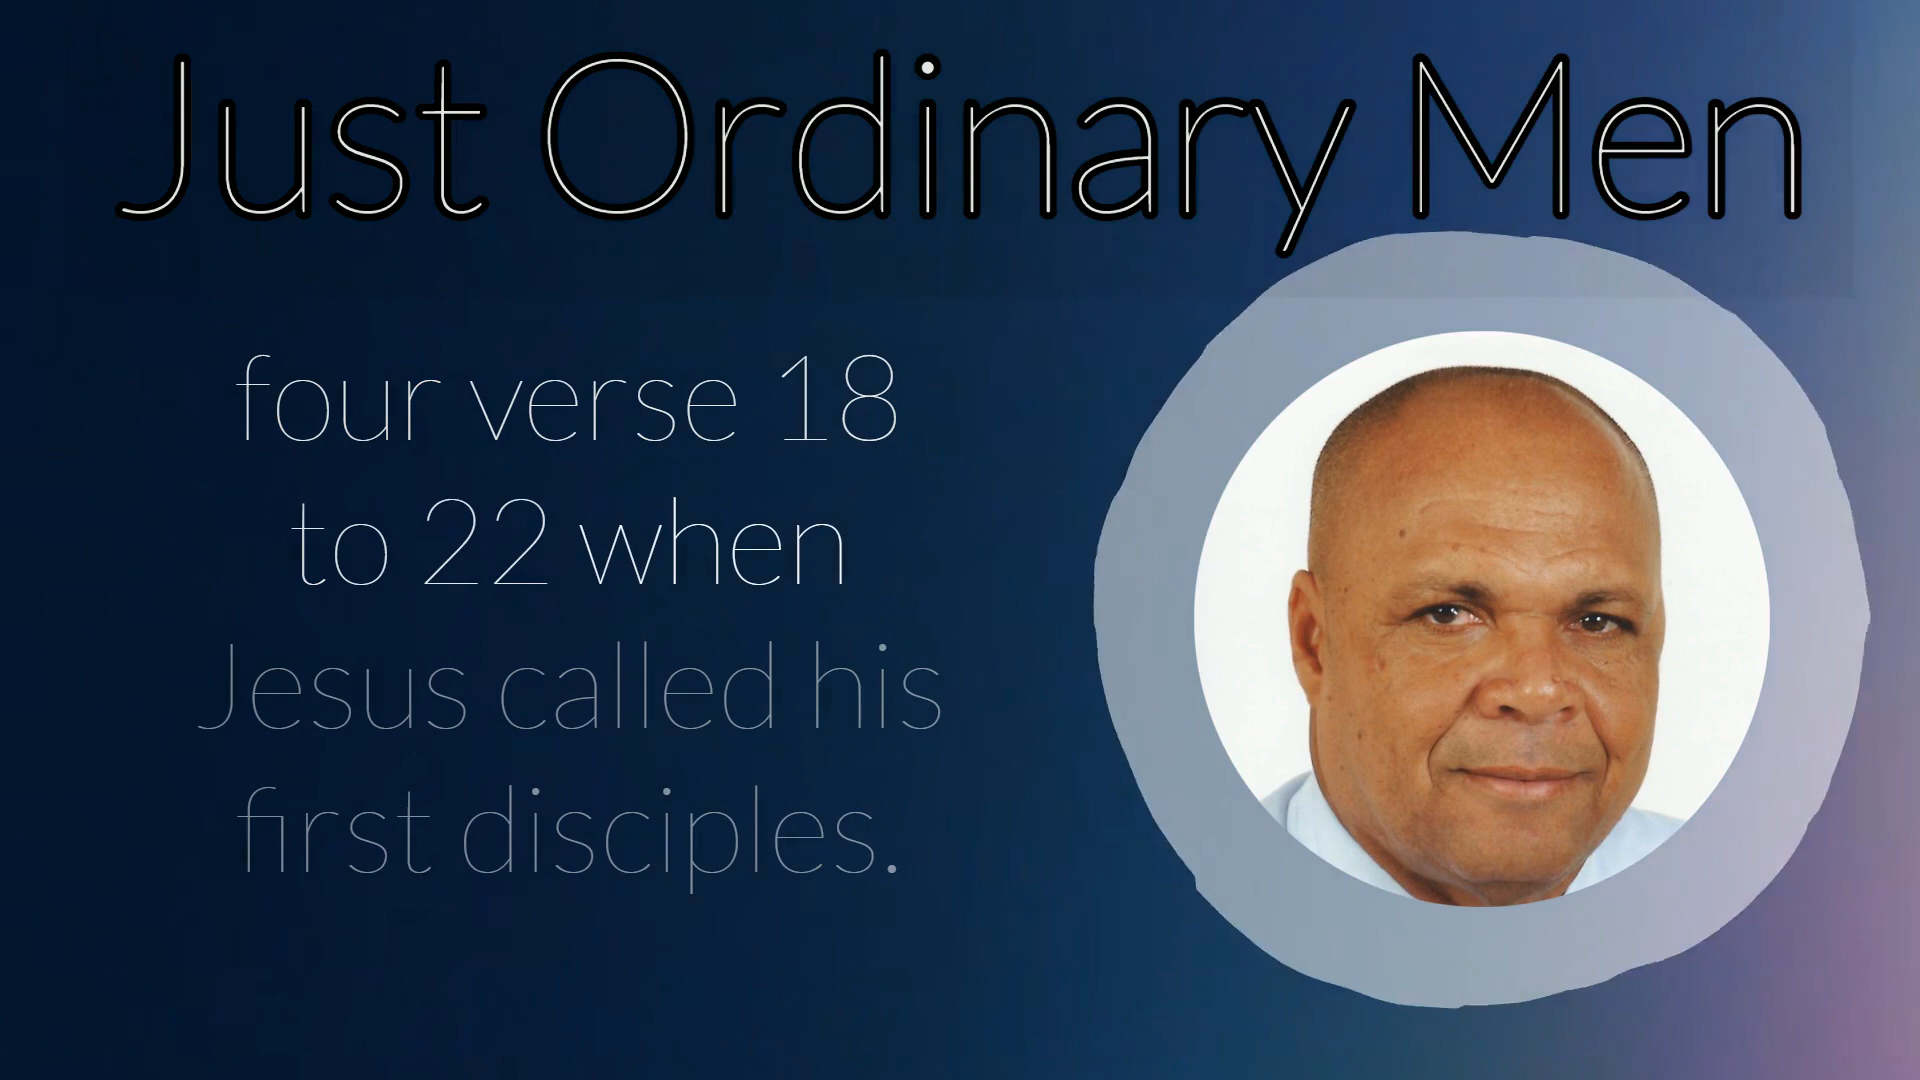 Just Ordinary Men
four verse 18
to 22 when
Jesus called his
first disciples.